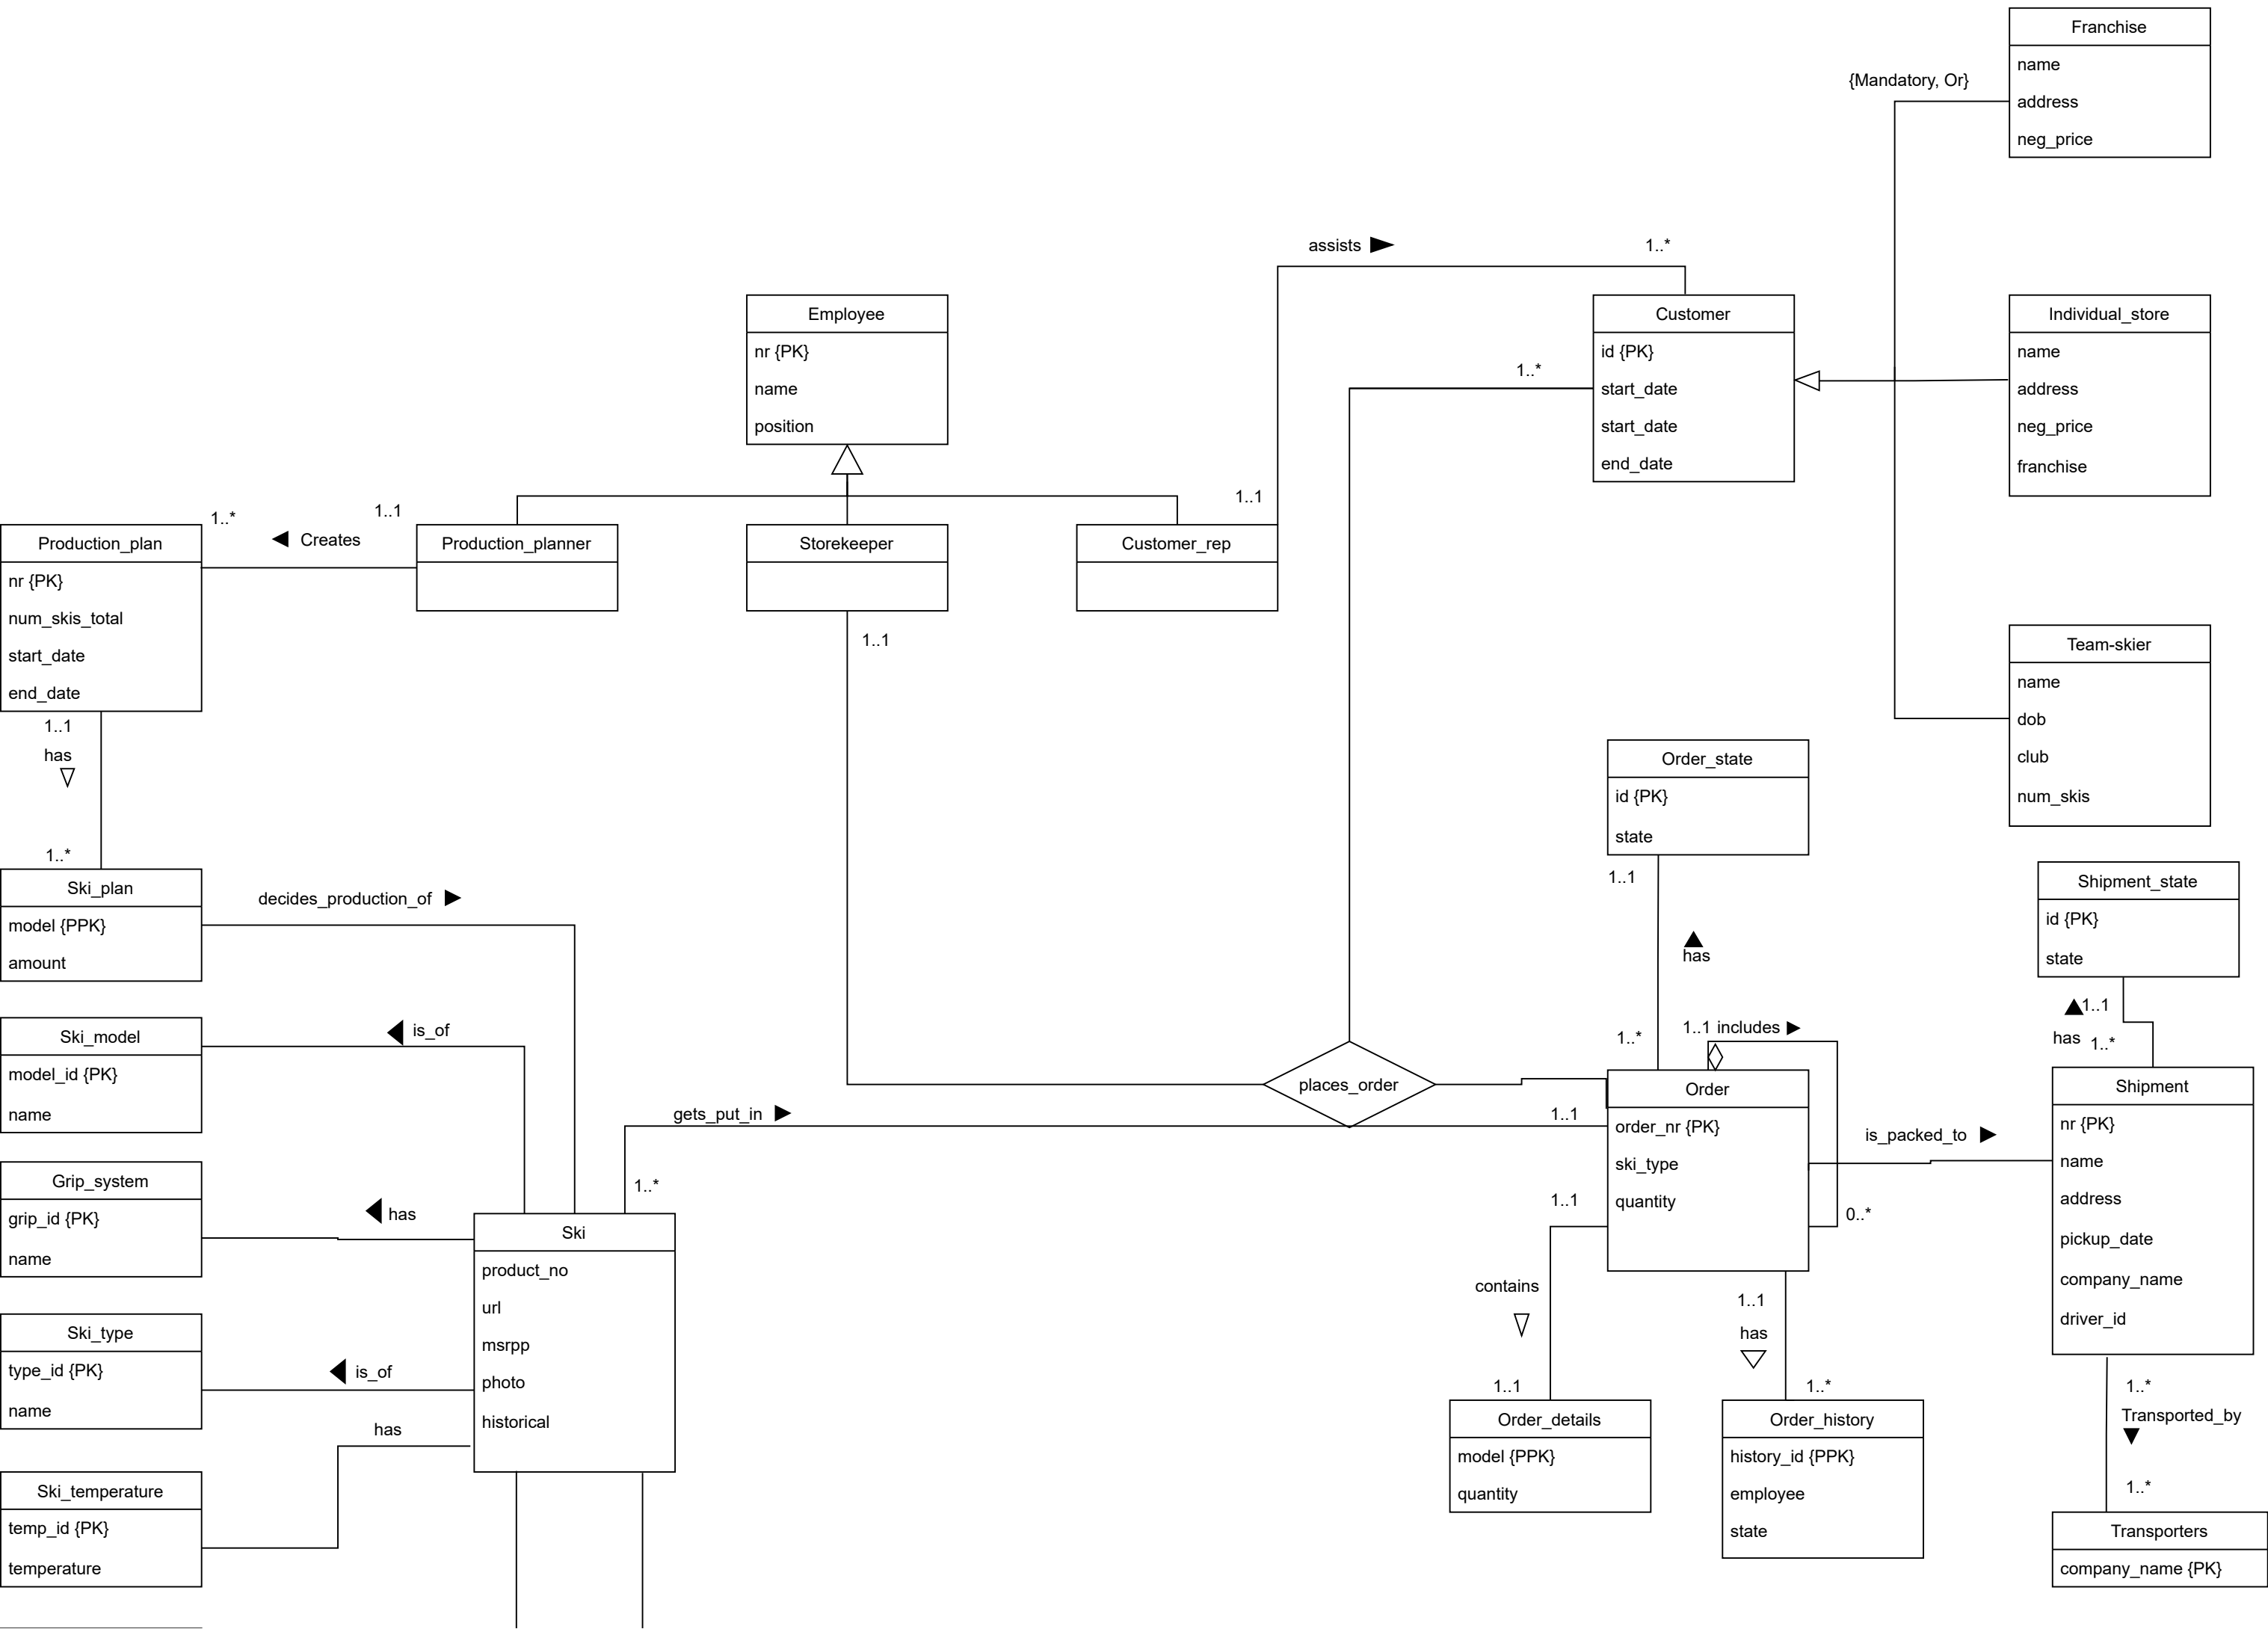 Franchise
name
address
neg_price
{Mandatory, Or}
assists
1..*
Employee
nr {PK}
name
position
Customer
id {PK}
start_date
start_date
end_date
1..*
Individual_store
name
address
neg_price
franchise
1..*
Creates
1..1
1..1
Production_plan
nr {PK}
num_skis_total
start_date
end_date
Production_planner
Storekeeper
Customer_rep
1..1
Team-skier
name
dob
club
num_skis
1..1
has
1..*
Order_state
id {PK}
state
1..1
has
1..*
Ski_plan
model {PPK}
amount
decides_production_of
Shipment_state
id {PK}
state
1..1
has
1..*
Ski_model
model_id {PK}
name
is_of
places_order
1..1 includes
0..*
Order
order_nr {PK}
ski_type
quantity
gets_put_in
1..1
1..*
is_packed_to
Shipment
nr {PK}
name
address
pickup_date
company_name
driver_id
Grip_system
grip_id {PK}
name
has
Ski
product_no
url
msrpp
photo
historical
Ski_type
type_id {PK}
name
is_of
has
Ski_temperature
temp_id {PK}
temperature
1..1
contains
1..1
Order_details
model {PPK}
quantity
1..1
has
1..*
Order_history
history_id {PPK}
employee
state
1..*
Transported_by
1..*
Transporters
company_name {PK}